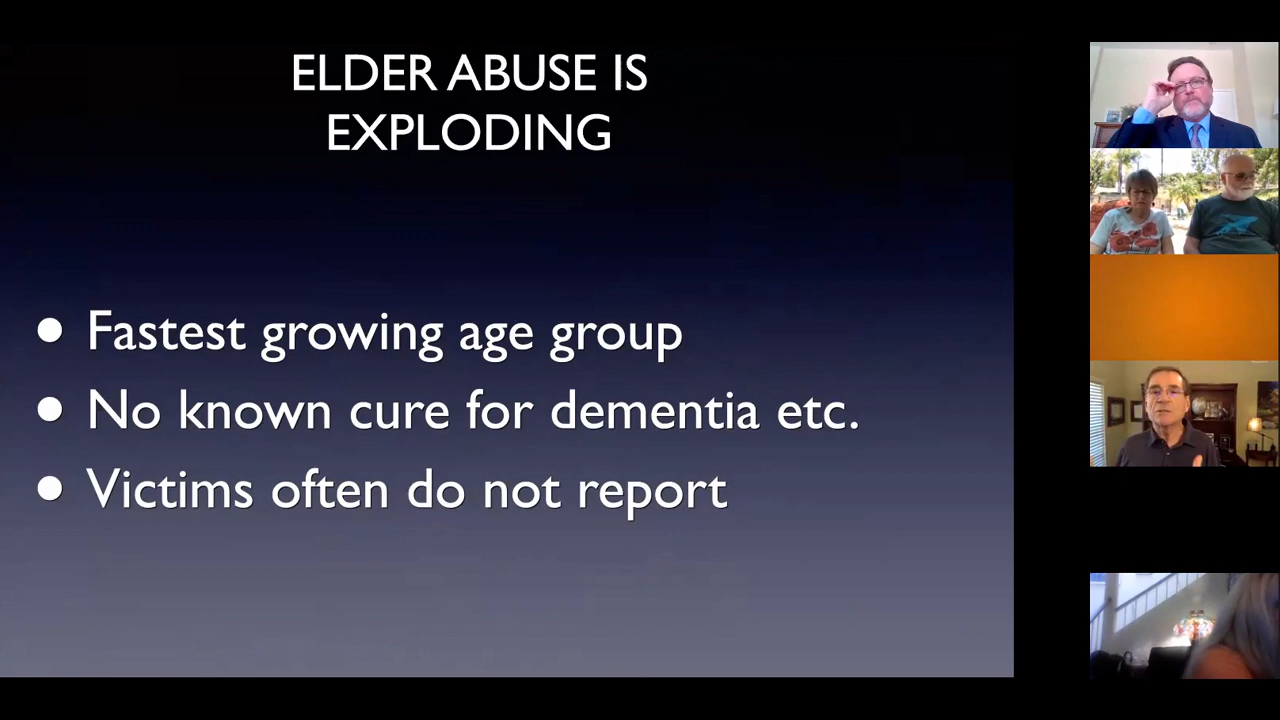 ELDER ABUSE IS
EXPLODING
• Fastest growing age group
• No known cure for dementia etc.
• Victims often do not report